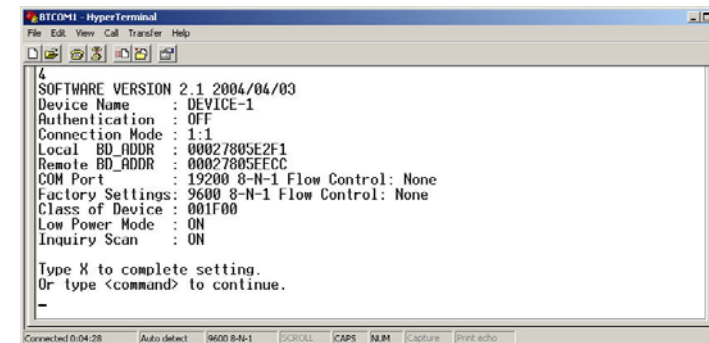 BTCOM1 - HyperTerminal
File Edit View Call Transfer Help
4
SOFTWARE VERSION 2.1 2004/04/03
Device Name : DEVICE-1
Authentication : OFF
Connection Mode : 1:1
Local BD_ADDR : 00027805E2F1
Remote BD_ADDR : 00027805EECC
COM Port : 19200 8-N-1 Flow Control: None
Factory Settings: 9600 8-N-1 Flow Control: None
Class of Device : 001F00
Low Power Mode : ON
Inquiry Scan : ON
Type X to complete setting.
Or type <command> to continue.
_
Connected 0:04:28 Auto detect 9600 8-N-1 SCROLL CAPS NUM Capture Print echo